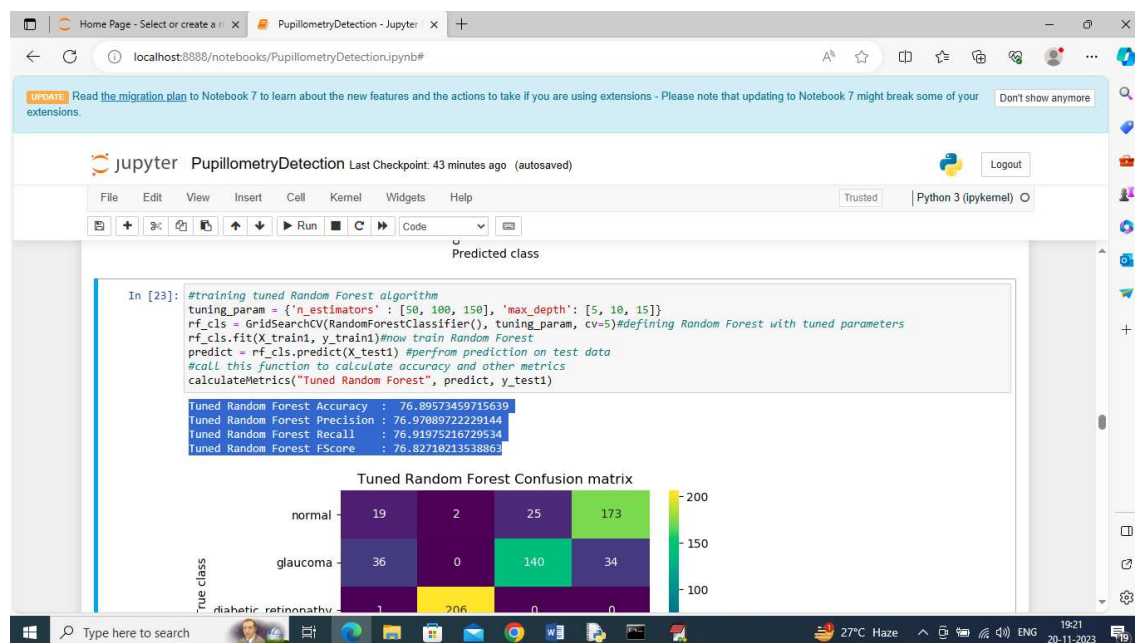 Home Page - Select or create a n
PupillometryDetection - Jupyter
localhost:8888/notebooks/PupillometryDetection.ipynb#
UPDATE Read the migration plan to Notebook 7 to learn about the new features and the actions to take if you are using extensions - Please note that updating to Notebook 7 might break some of your
extensions.
Don't show anymore
jupyter PupillometryDetection Last Checkpoint: 43 minutes ago (autosaved)
Logout
File Edit View Insert Cell Kernel Widgets Help
Trusted
Python 3 (ipykernel)
Run
Code
Predicted class
In [23]: #training tuned Random Forest algorithm
tuning_param = {'n_estimators' : [50, 100, 150], 'max_depth': [5, 10, 15]}
rf_cls = GridSearchCV(RandomForestClassifier(), tuning_param, cv=5)#defining Random Forest with tuned parameters
rf_cls.fit(X_train1, y_train1)#now train Random Forest
predict = rf_cls.predict(X_test1) #perfrom prediction on test data
#call this function to calculate accuracy and other metrics
calculateMetrics("Tuned Random Forest", predict, y_test1)
Tuned Random Forest Accuracy  :  76.89573459715639
Tuned Random Forest Precision : 76.97089722229144
Tuned Random Forest Recall    : 76.91975216729534
Tuned Random Forest FScore    : 76.82710213538863
Tuned Random Forest Confusion matrix
normal 19 2 25 173
glaucoma 36 0 140 34
diabetic retinopathy 1 206 0 0
True class
200
150
100
Type here to search
27°C Haze
ENG
19:21
20-11-2023